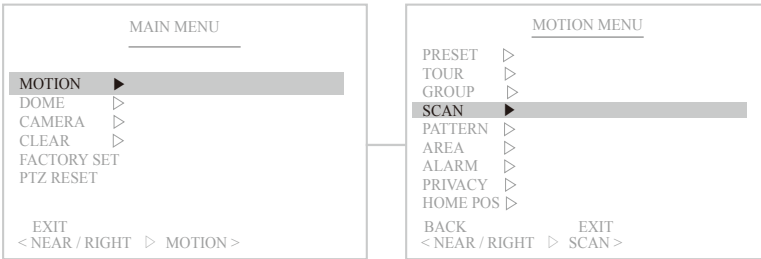 MAIN MENU
MOTION ▶
DOME ▷
CAMERA ▷
CLEAR ▷
FACTORY SET
PTZ RESET
EXIT
< NEAR / RIGHT ▷ MOTION >
MOTION MENU
PRESET ▷
TOUR ▷
GROUP ▷
SCAN ▶
PATTERN ▷
AREA ▷
ALARM ▷
PRIVACY ▷
HOME POS ▷
BACK EXIT
< NEAR / RIGHT ▷ SCAN >